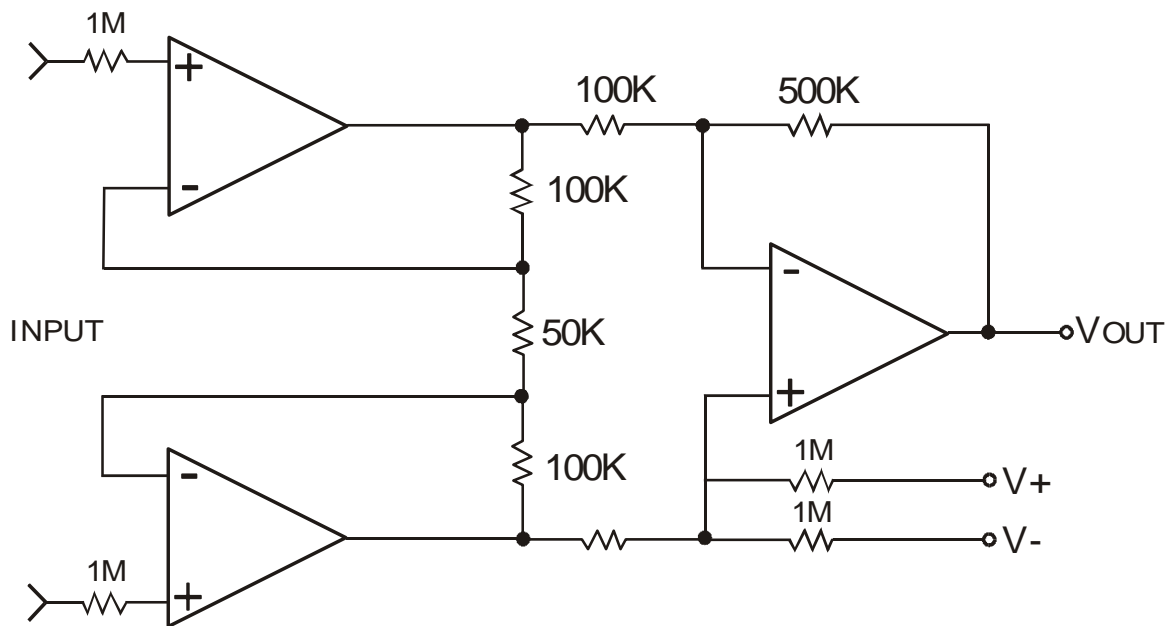 1M
+
-
100K
500K
100K
-
INPUT
50K
VOUT
-
+
100K
1M
V+
1M
V-
1M
+